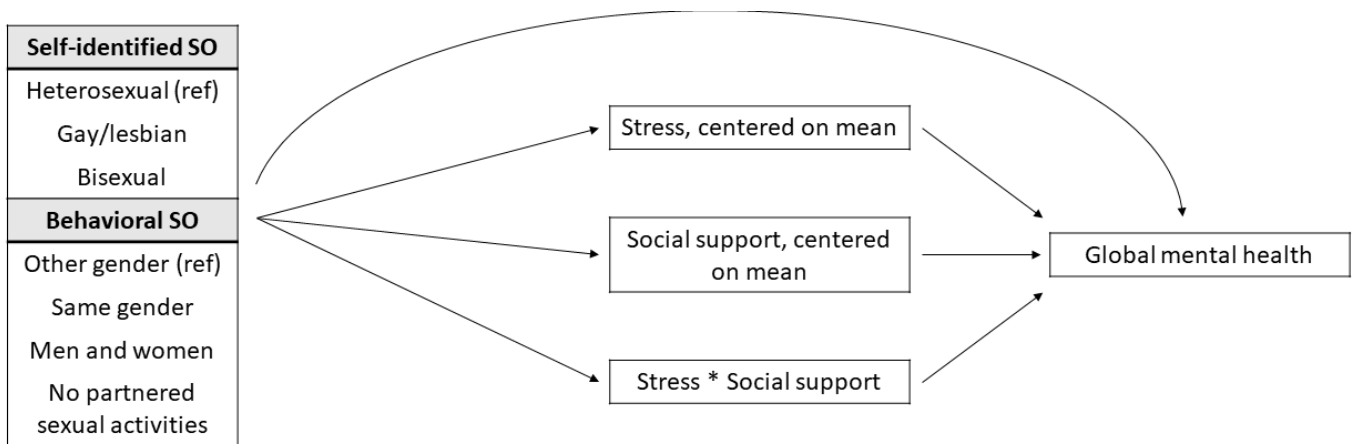 Self-identified SO
Heterosexual (ref)
Gay/lesbian
Bisexual
Behavioral SO
Other gender (ref)
Same gender
Men and women
No partnered
sexual activities
Stress, centered on mean
Social support, centered
on mean
Stress * Social support
Global mental health